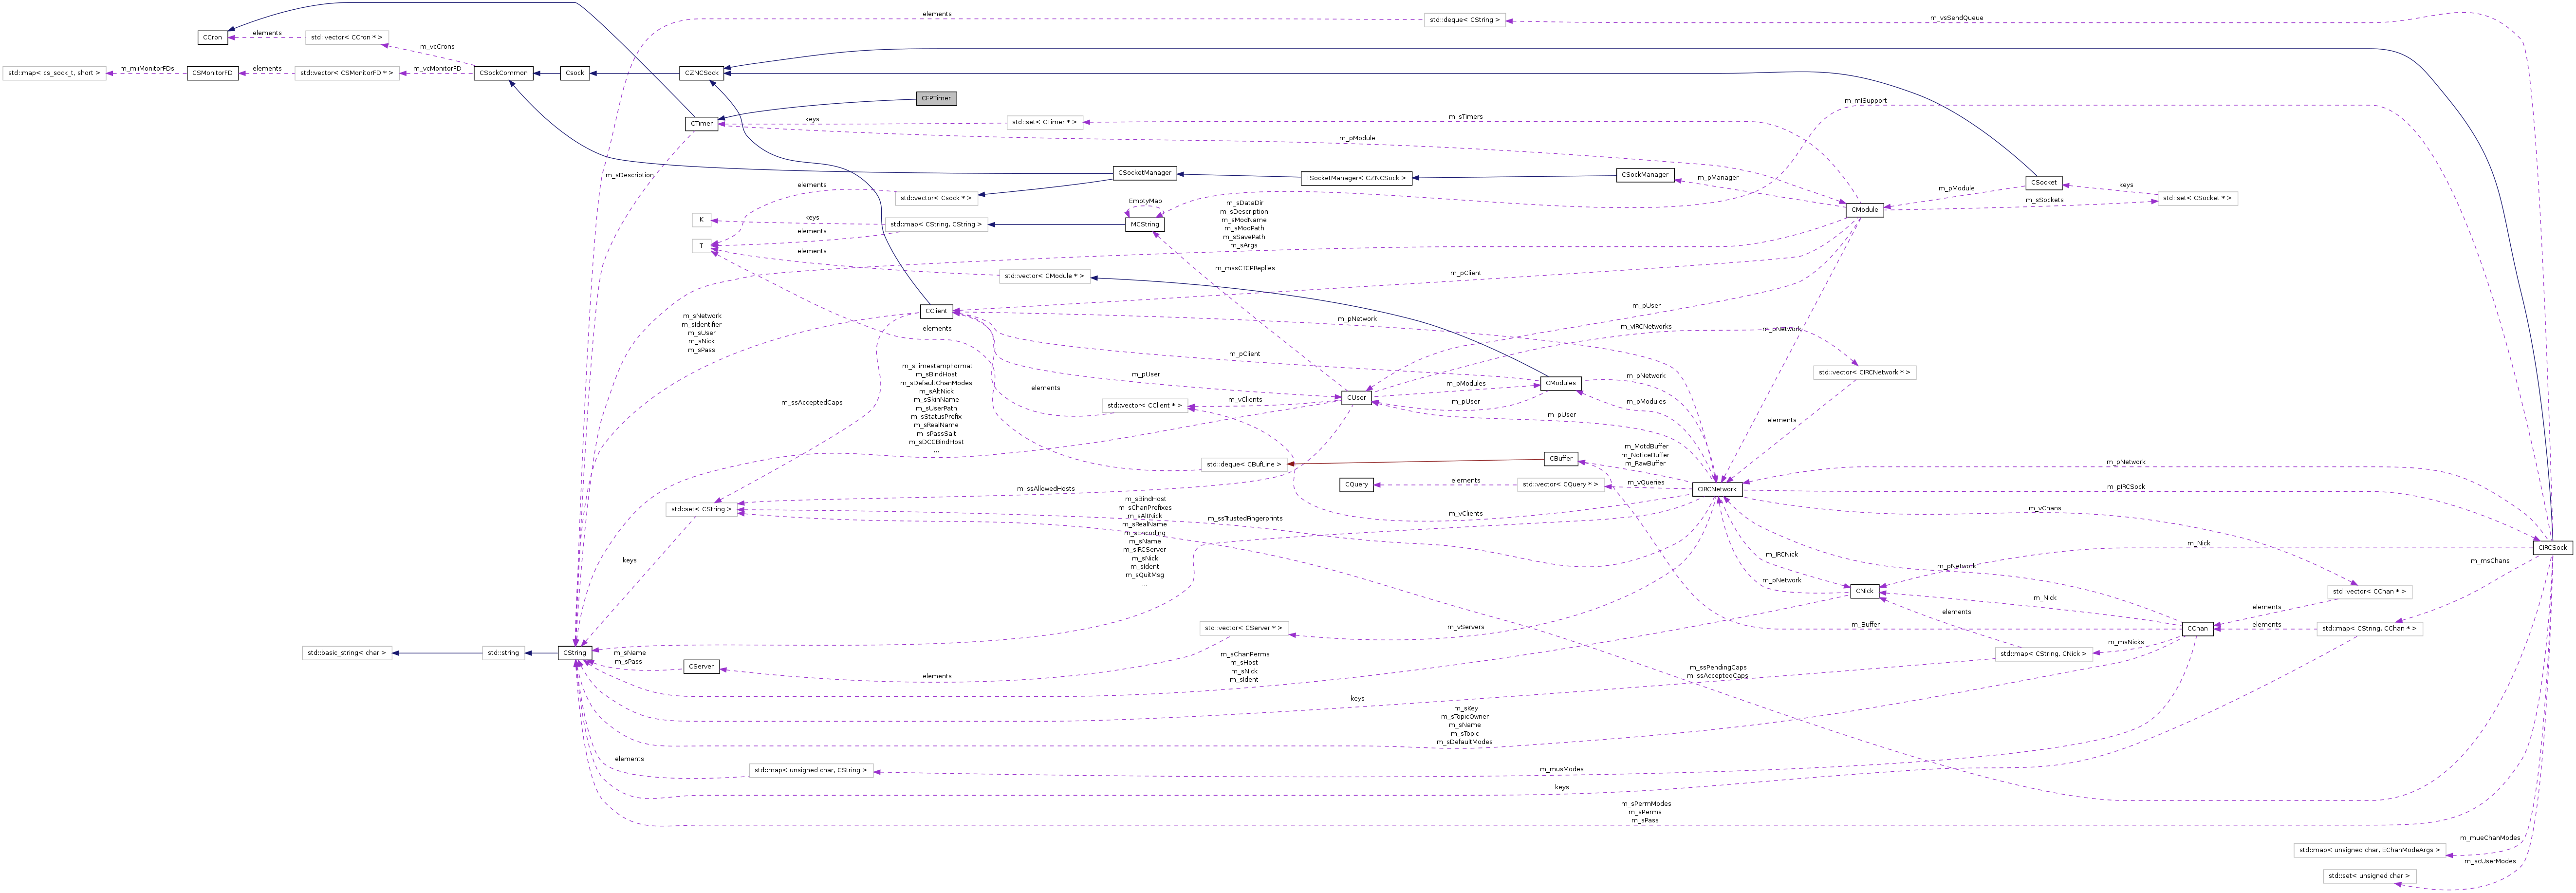 elements
std::deque< CString >
m_vsSendQueue
CCron
elements
std::vector< CCron * >
m_vcCrons
std::map< cs_sock_t, short >
m_miiMonitorFDs
CSMonitorFD
elements
std::vector< CSMonitorFD * >
m_vcMonitorFD
CSockCommon
Csock
CZNCSock
CFPTimer
m_mISupport
CTimer
keys
std::set< CTimer * >
m_sTimers
m_pModule
m_sDescription
CSocketManager
TSocketManager< CZNCSock >
CSockManager
m_pManager
CSocket
m_pModule
keys
std::set< CSocket * >
m_sSockets
CModule
elements
std::vector< Csock * >
EmptyMap
MCString
K
keys
std::map< CString, CString >
elements
T
elements
m_sDataDir
m_sDescription
m_sModName
m_sModPath
m_sSavePath
m_sArgs
m_mssCTCPReplies
std::vector< CModule * >
m_pClient
m_pUser
CClient
m_sNetwork
m_sIdentifier
m_sUser
m_sNick
m_sPass
elements
m_pNetwork
m_vIRCNetworks
m_pNetwork
m_pClient
std::vector< CIRCNetwork * >
m_pUser
CUser
m_pModules
m_pUser
CModules
m_pNetwork
m_pModules
m_sTimestampFormat
m_sBindHost
m_sDefaultChanModes
m_sAltNick
m_sSkinName
m_sUserPath
m_sStatusPrefix
m_sRealName
m_sPassSalt
m_sDCCBindHost
...
elements
std::vector< CClient * >
m_vClients
m_pUser
m_ssAcceptedCaps
elements
std::deque< CBufLine >
CBuffer
m_MotdBuffer
m_NoticeBuffer
m_RawBuffer
m_pNetwork
CQuery
elements
std::vector< CQuery * >
m_vQueries
CIRCNetwork
m_pIRCSock
m_ssAllowedHosts
std::set< CString >
m_sBindHost
m_sChanPrefixes
m_sAltNick
m_sRealName
m_sEncoding
m_sName
m_sIRCServer
m_sNick
m_sIdent
m_sQuitMsg
...
m_ssTrustedFingerprints
m_vClients
m_vChans
m_IRCNick
m_Nick
CIRCSock
m_msChans
keys
m_pNetwork
m_pNetwork
CNick
m_Nick
std::vector< CChan * >
elements
elements
m_Buffer
CChan
elements
std::map< CString, CChan * >
std::vector< CServer * >
m_vServers
m_msNicks
std::map< CString, CNick >
std::basic_string< char >
std::string
CString
m_sName
m_sPass
CServer
elements
m_sChanPerms
m_sHost
m_sNick
m_sIdent
m_ssPendingCaps
m_ssAcceptedCaps
keys
m_sKey
m_sTopicOwner
m_sName
m_sTopic
m_sDefaultModes
elements
std::map< unsigned char, CString >
m_musModes
keys
m_sPermModes
m_sPerms
m_sPass
m_mueChanModes
std::map< unsigned char, EChanModeArgs >
m_scUserModes
std::set< unsigned char >